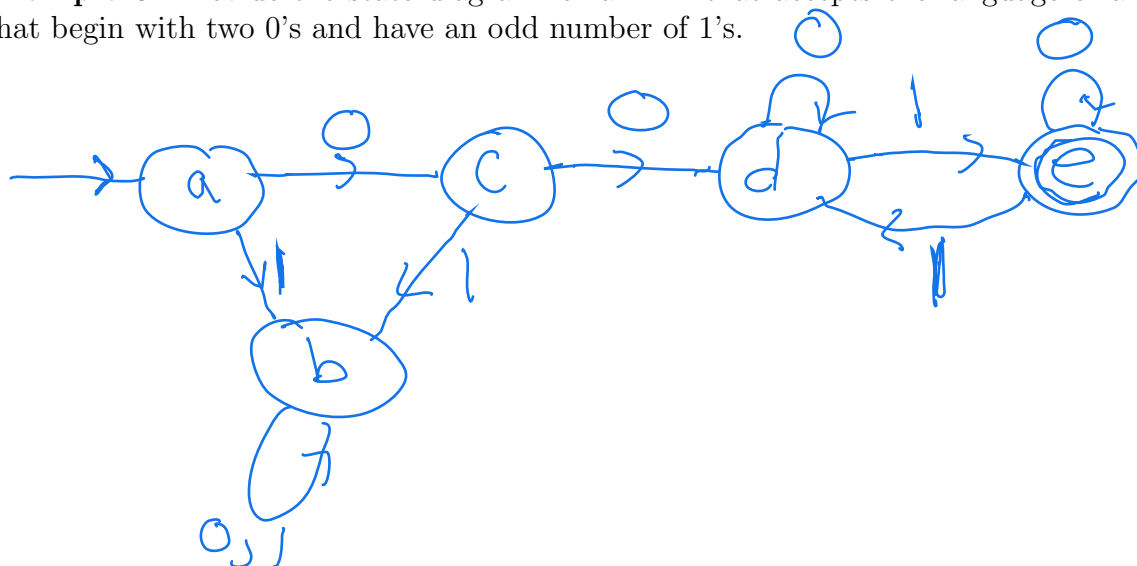 hat begin with two 0's and have an odd number of 1's.
0 0
0 0 1
a c d e
1 1 1
b
0, 1